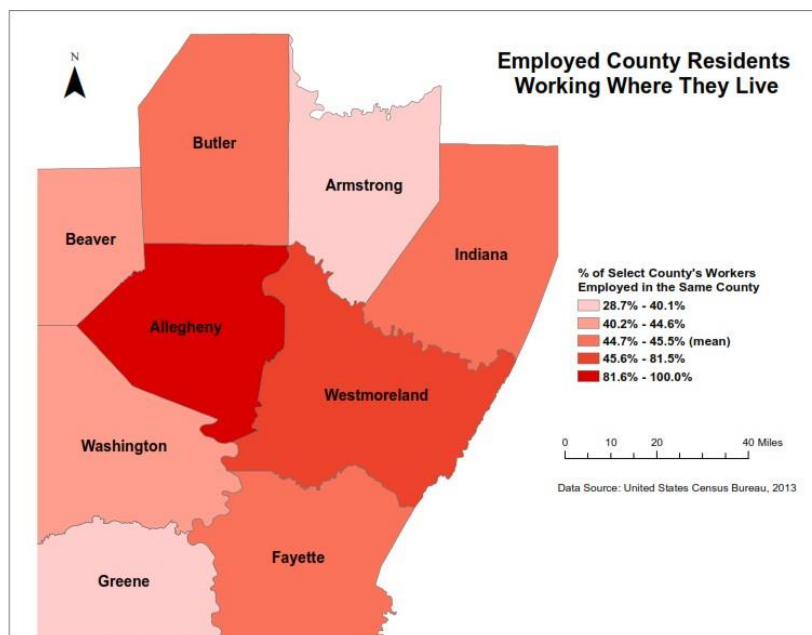 Employed County Residents
Working Where They Live
N
Butler
Armstrong
Beaver
Indiana
Allegheny
Westmoreland
Washington
Fayette
Greene
% of Select County's Workers
Employed in the Same County
28.7% - 40.1%
40.2% - 44.6%
44.7% - 45.5% (mean)
45.6% - 81.5%
81.6% - 100.0%
0 10 20 40 Miles
Data Source: United States Census Bureau, 2013